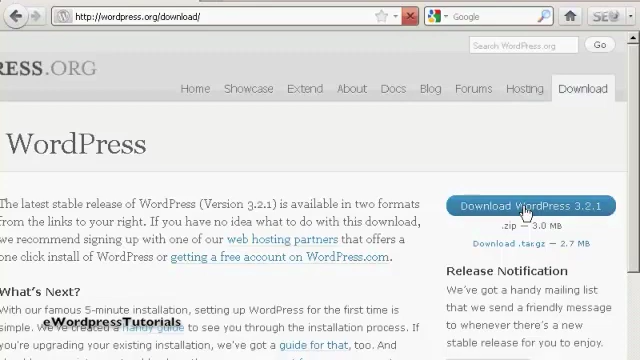 http://wordpress.org/download/
Google
SEO
Search WordPress.org
Go
RESS.ORG
Home Showcase Extend About Docs Blog Forums Hosting Download
WordPress
The latest stable release of WordPress (Version 3.2.1) is available in two formats
from the links to your right. If you have no idea what to do with this download,
we recommend signing up with one of our web hosting partners that offers a
one click install of WordPress or getting a free account on WordPress.com.
Download WordPress 3.2.1
.zip — 3.0 MB
Download .tar.gz — 2.7 MB
What's Next?
With our famous 5-minute installation, setting up WordPress for the first time is
simple. We've created a handy guide to see you through the installation process. If
you're upgrading your existing installation, we've got a guide for that, too. And
eWordpressTutorials
Release Notification
We've got a handy mailing list
that we send a friendly message
to whenever there's a new
stable release for you to enjoy.